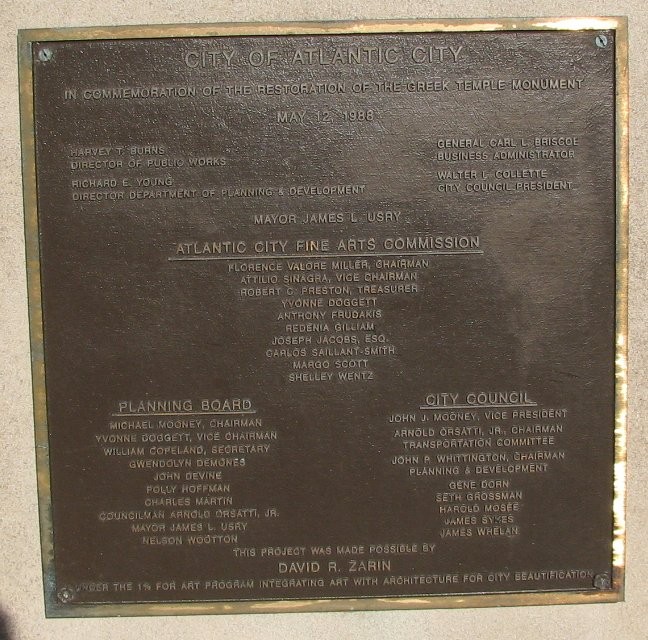 CITY OF ATLANTIC CITY
IN COMMEMORATION OF THE RESTORATION OF THE GREEK TEMPLE MONUMENT
MAY 12, 1988
HARVEY T. BURNS
DIRECTOR OF PUBLIC WORKS
RICHARD E. YOUNG
DIRECTOR DEPARTMENT OF PLANNING & DEVELOPMENT
GENERAL CARL L. BRISCOE
BUSINESS ADMINISTRATOR
WALTER L. COLLETTE
CITY COUNCIL PRESIDENT
MAYOR JAMES L. USRY
ATLANTIC CITY FINE ARTS COMMISSION
FLORENCE VALORE MILLER, CHAIRMAN
ATTILIO SINAGRA, VICE CHAIRMAN
ROBERT C. PRESTON, TREASURER
YVONNE DOGGETT
ANTHONY FRUDAKIS
REDENIA GILLIAM
JOSEPH JACOBS, ESQ.
CARLOS SAILLANT-SMITH
MARGO SCOTT
SHELLEY WENTZ
PLANNING BOARD
MICHAEL MOONEY, CHAIRMAN
YVONNE DOGGETT, VICE CHAIRMAN
WILLIAM COPELAND, SECRETARY
GWENDOLYN DEMONES
JOHN DEVINE
POLLY HOFFMAN
CHARLES MARTIN
COUNCILMAN ARNOLD ORSATTI, JR.
MAYOR JAMES L. USRY
NELSON WOOTTON
CITY COUNCIL
JOHN J. MOONEY, VICE PRESIDENT
ARNOLD ORSATTI, JR., CHAIRMAN
TRANSPORTATION COMMITTEE
JOHN P. WHITTINGTON, CHAIRMAN
PLANNING & DEVELOPMENT
GENE DORN
SETH GROSSMAN
HAROLD MOSEE
JAMES SYKES
JAMES WHELAN
THIS PROJECT WAS MADE POSSIBLE BY
DAVID R. ZARIN
UNDER THE 1% FOR ART PROGRAM INTEGRATING ART WITH ARCHITECTURE FOR CITY BEAUTIFICATION